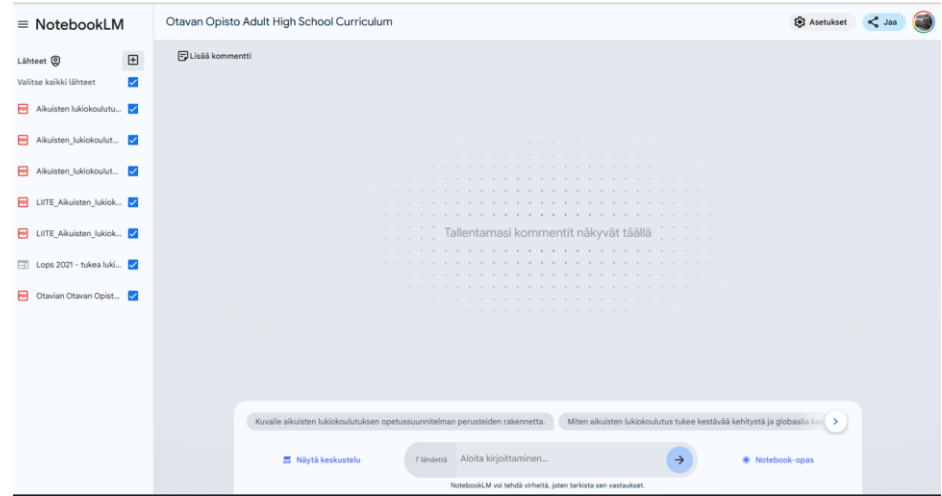 NotebookLM
Otavan Opisto Adult High School Curriculum
Asetukset
Jaa
Lähteet
Valitse kaikki lähteet
Aikuisten lukiokoulutu...
Aikuisten_lukiokoulut...
Aikuisten_lukiokoulut...
LIITE_Aikuisten_lukiok...
LIITE_Aikuisten_lukiok...
Lops 2021 - tukea luki...
Otavian Otavan Opist...
Lisää kommentti
Tallentamasi kommentit näkyvät täällä
Kuvaile aikuisten lukiokoulutuksen opetussuunnitelman perusteiden rakennetta.
Miten aikuisten lukiokoulutus tukee kestävää kehitystä ja globaalia
Näytä keskustelu
7 lähdettä
Aloita kirjoittaminen...
Notebook-opas
NotebookLM voi tehdä virheitä, joten tarkista sen vastaukset.